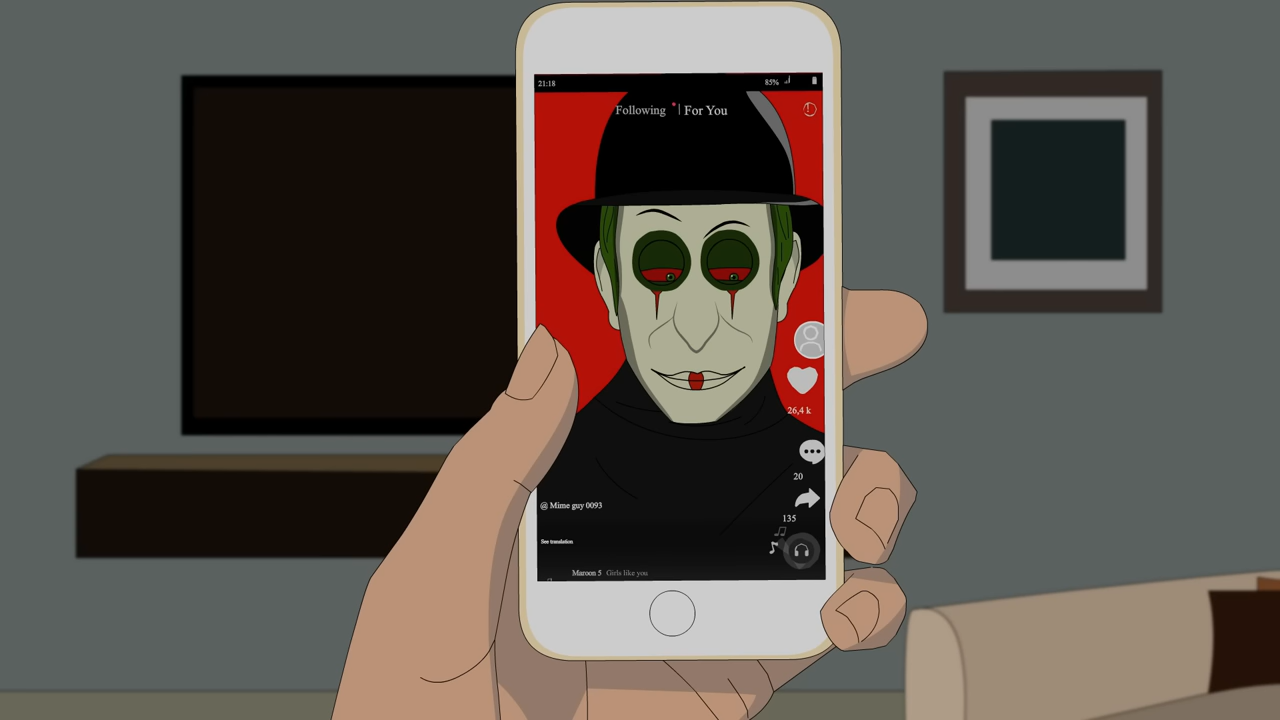 21:18 85%
Following | For You
26,4 k
20
135
@ Mime guy 0093
See translation
Maroon 5 Girls like you